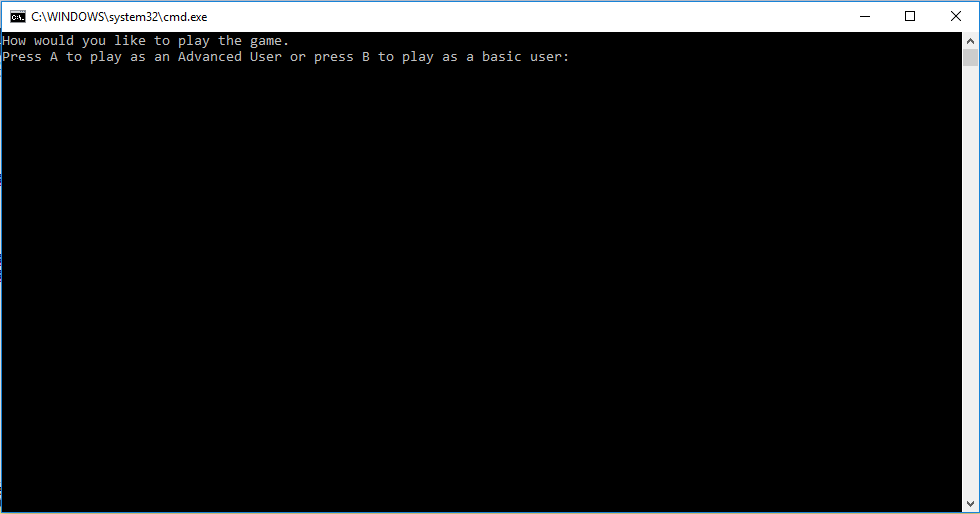 C:\WINDOWS\system32\cmd.exe
How would you like to play the game.
Press A to play as an Advanced User or press B to play as a basic user: